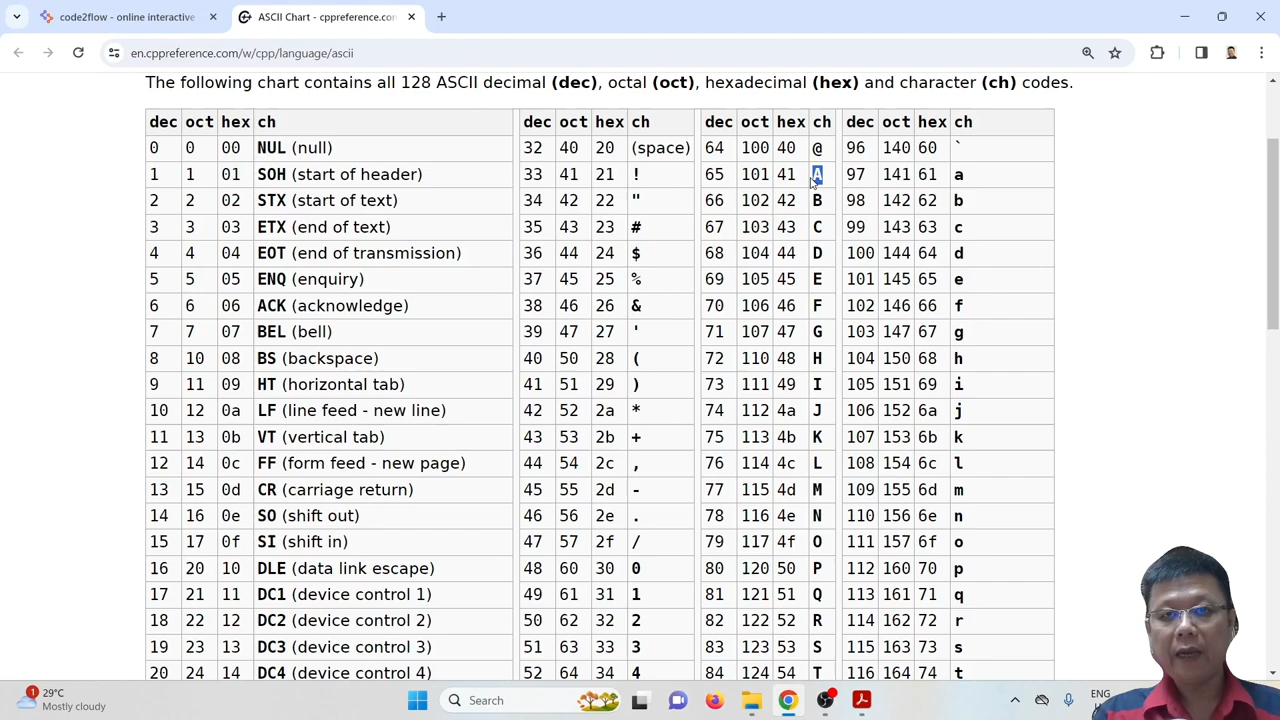 code2flow - online interactive
ASCII Chart - cppreference.con
en.cppreference.com/w/cpp/language/ascii
The following chart contains all 128 ASCII decimal (dec), octal (oct), hexadecimal (hex) and character (ch) codes.
dec oct hex ch dec oct hex ch dec oct hex ch dec oct hex ch
0 0 00 NUL (null) 32 40 20 (space) 64 100 40 @ 96 140 60 `
1 1 01 SOH (start of header) 33 41 21 ! 65 101 41 A 97 141 61 a
2 2 02 STX (start of text) 34 42 22 " 66 102 42 B 98 142 62 b
3 3 03 ETX (end of text) 35 43 23 # 67 103 43 C 99 143 63 c
4 4 04 EOT (end of transmission) 36 44 24 $ 68 104 44 D 100 144 64 d
5 5 05 ENQ (enquiry) 37 45 25 % 69 105 45 E 101 145 65 e
6 6 06 ACK (acknowledge) 38 46 26 & 70 106 46 F 102 146 66 f
7 7 07 BEL (bell) 39 47 27 ' 71 107 47 G 103 147 67 g
8 10 08 BS (backspace) 40 50 28 ( 72 110 48 H 104 150 68 h
9 11 09 HT (horizontal tab) 41 51 29 ) 73 111 49 I 105 151 69 i
10 12 0a LF (line feed - new line) 42 52 2a * 74 112 4a J 106 152 6a j
11 13 0b VT (vertical tab) 43 53 2b + 75 113 4b K 107 153 6b k
12 14 0c FF (form feed - new page) 44 54 2c , 76 114 4c L 108 154 6c l
13 15 0d CR (carriage return) 45 55 2d - 77 115 4d M 109 155 6d m
14 16 0e SO (shift out) 46 56 2e . 78 116 4e N 110 156 6e n
15 17 0f SI (shift in) 47 57 2f / 79 117 4f O 111 157 6f o
16 20 10 DLE (data link escape) 48 60 30 0 80 120 50 P 112 160 70 p
17 21 11 DC1 (device control 1) 49 61 31 1 81 121 51 Q 113 161 71 q
18 22 12 DC2 (device control 2) 50 62 32 2 82 122 52 R 114 162 72 r
19 23 13 DC3 (device control 3) 51 63 33 3 83 123 53 S 115 163 73 s
20 24 14 DC4 (device control 4) 52 64 34 4 84 124 54 T 116 164 74 t
1
29°C
Mostly cloudy
Search
ENG